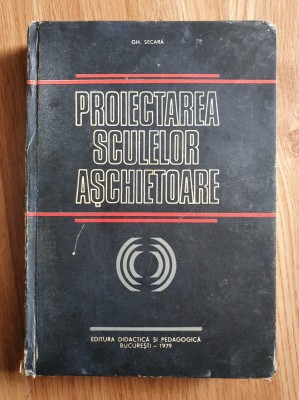 GH. SECARĂ
PROIECTAREA
SCULELOR
AȘCHIETOARE
EDITURA DIDACTICĂ ȘI PEDAGOGICĂ
BUCUREȘTI – 1979